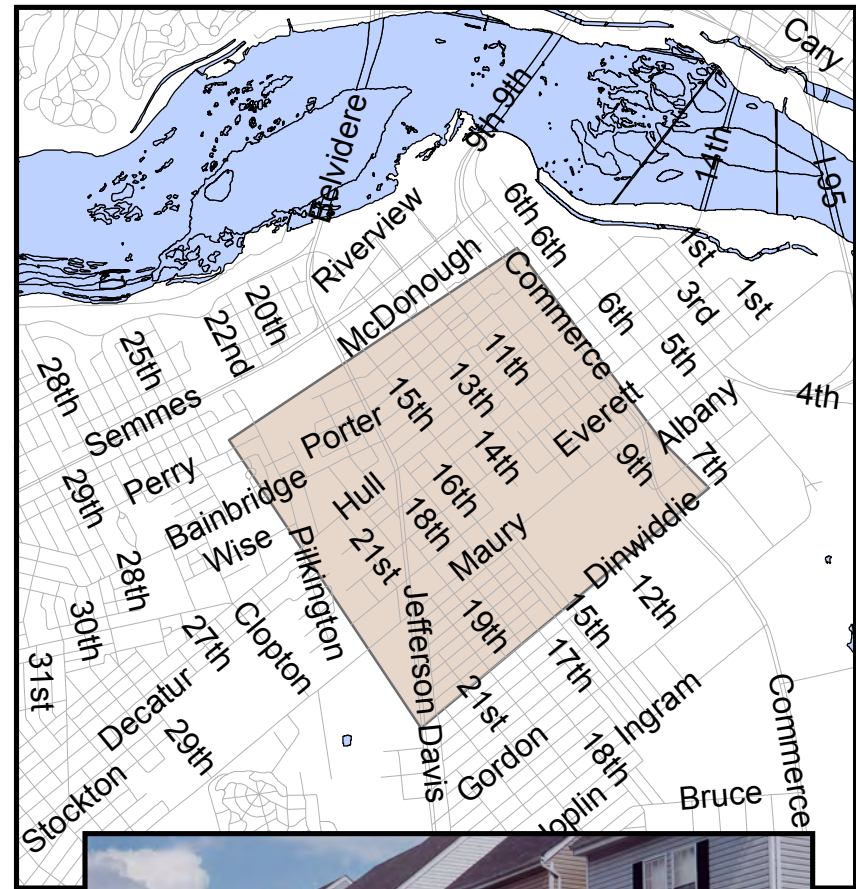 Cary
9th 9th
Belvidere
14th
I-95
Riverview
6th 6th
1st
McDonough
Commerce
3rd
1st
20th
22nd
6th
25th
28th
11th
5th
13th
4th
Semmes
15th
Porter
Everett
Albany
14th
Perry
29th
Bainbridge
Hull
16th
9th
7th
18th
Wise
21st
Maury
Pilkington
Dinwiddie
28th
Jefferson Davis
12th
30th
27th
Clopton
19th
15th
17th
31st
Decatur
21st
Ingram
Commerce
29th
Gordon
18th
Stockton
Bruce